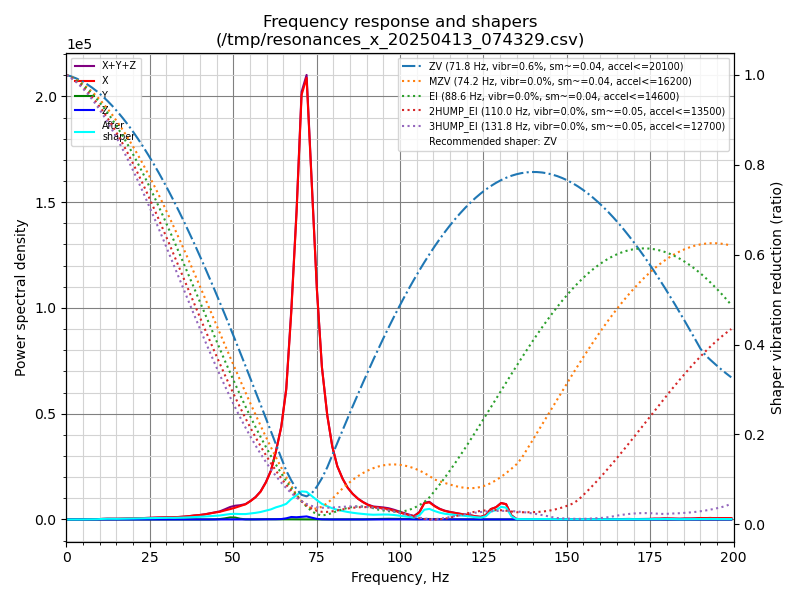 Frequency response and shapers
(/tmp/resonances_x_20250413_074329.csv)
1e5
X+Y+Z
X
Y
Z
After
shaper
ZV (71.8 Hz, vibr=0.6%, sm~=0.04, accel<=20100)
MZV (74.2 Hz, vibr=0.0%, sm~=0.04, accel<=16200)
EI (88.6 Hz, vibr=0.0%, sm~=0.04, accel<=14600)
2HUMP_EI (110.0 Hz, vibr=0.0%, sm~=0.05, accel<=13500)
3HUMP_EI (131.8 Hz, vibr=0.0%, sm~=0.05, accel<=12700)
Recommended shaper: ZV
Power spectral density
2.0
1.5
1.0
0.5
0.0
1.0
0.8
0.6
0.4
0.2
0.0
Shaper vibration reduction (ratio)
0 25 50 75 100 125 150 175 200
Frequency, Hz